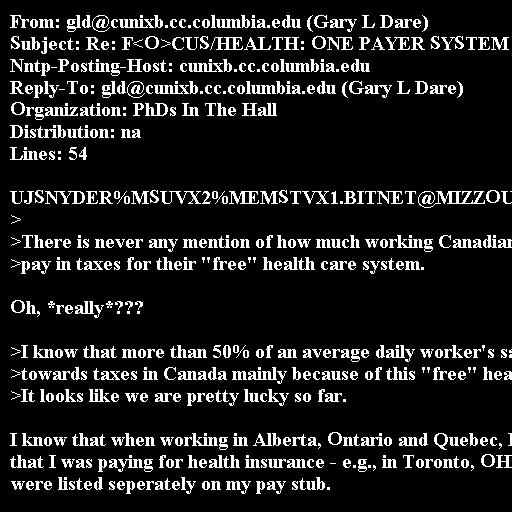 From: gld@cunixb.cc.columbia.edu (Gary L Dare)
Subject: Re: F<O>CUS/HEALTH: ONE PAYER SYSTEM
Nntp-Posting-Host: cunixb.cc.columbia.edu
Reply-To: gld@cunixb.cc.columbia.edu (Gary L Dare)
Organization: PhDs In The Hall
Distribution: na
Lines: 54

UJSNYDER%MSUVX2%MEMSTVX1.BITNET@MIZZOU
>
>There is never any mention of how much working Canadian
>pay in taxes for their "free" health care system.

Oh, *really*???

>I know that more than 50% of an average daily worker's sa
>towards taxes in Canada mainly because of this "free" hea
>It looks like we are pretty lucky so far.

I know that when working in Alberta, Ontario and Quebec,
that I was paying for health insurance - e.g., in Toronto, OH
were listed seperately on my pay stub.